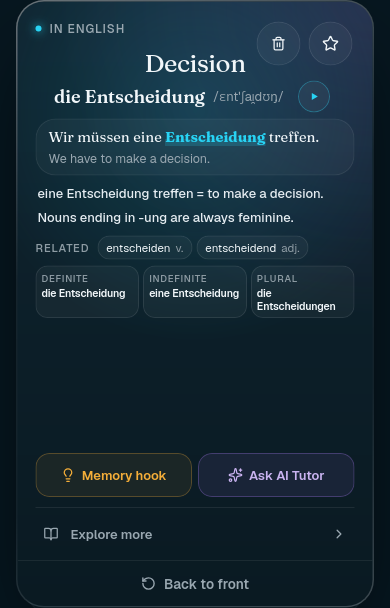 IN ENGLISH
Decision
die Entscheidung /ɛntˈʃaɪ̯dʊŋ/
Wir müssen eine Entscheidung treffen.
We have to make a decision.
eine Entscheidung treffen = to make a decision.
Nouns ending in -ung are always feminine.
RELATED entscheiden v. entscheidend adj.
DEFINITE INDEFINITE PLURAL
die Entscheidung eine Entscheidung die
Entscheidungen
Memory hook Ask AI Tutor
Explore more
Back to front